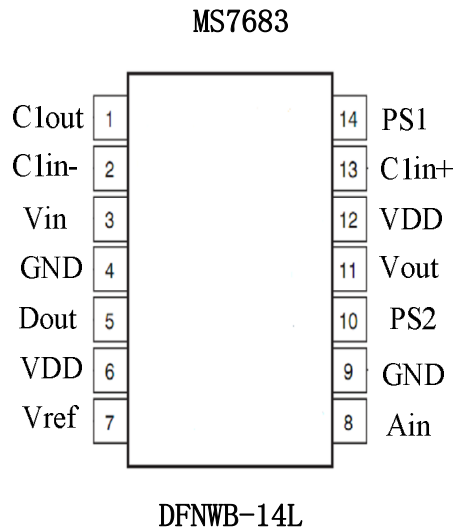 MS7683
C1out 1 14 PS1
C1in- 2 13 C1in+
Vin 3 12 VDD
GND 4 11 Vout
Dout 5 10 PS2
VDD 6 9 GND
Vref 7 8 Ain
DFNWB-14L